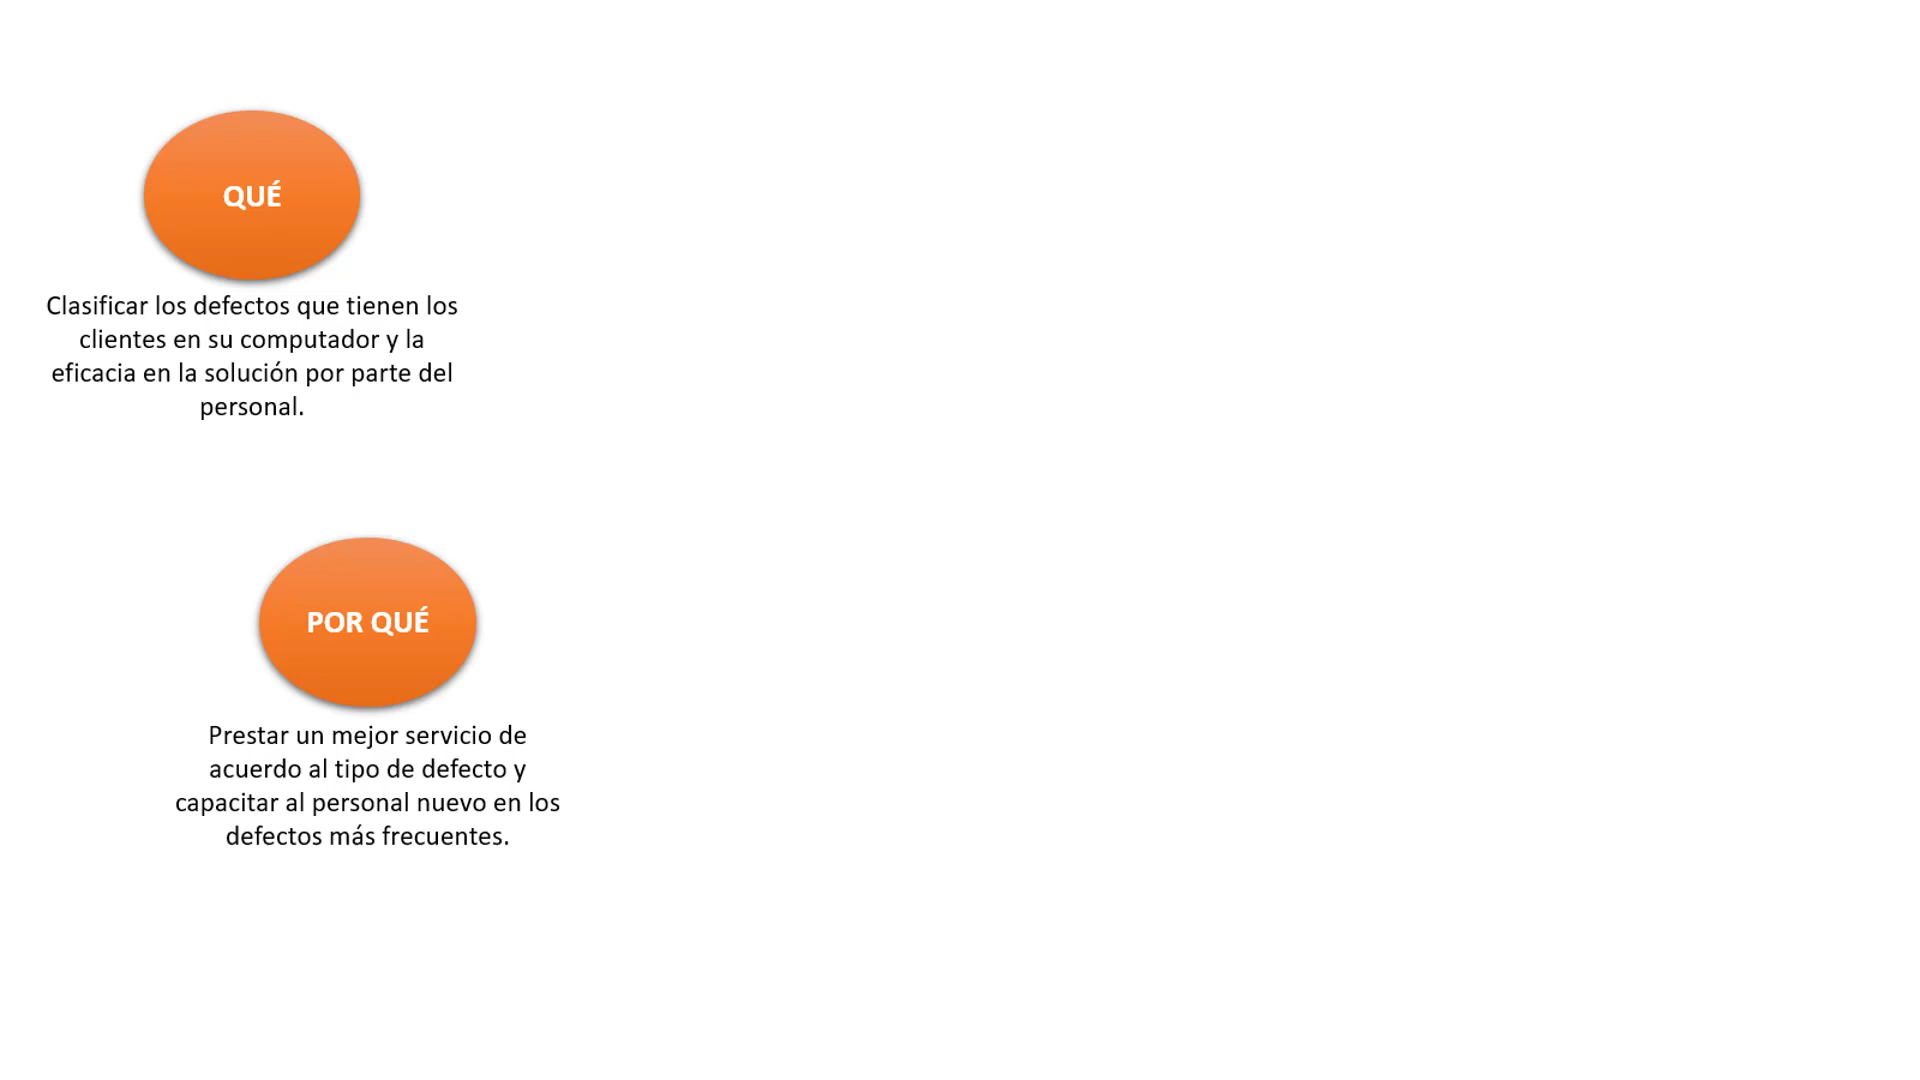 QUÉ
Clasificar los defectos que tienen los
clientes en su computador y la
eficacia en la solución por parte del
personal.
POR QUÉ
Prestar un mejor servicio de
acuerdo al tipo de defecto y
capacitar al personal nuevo en los
defectos más frecuentes.